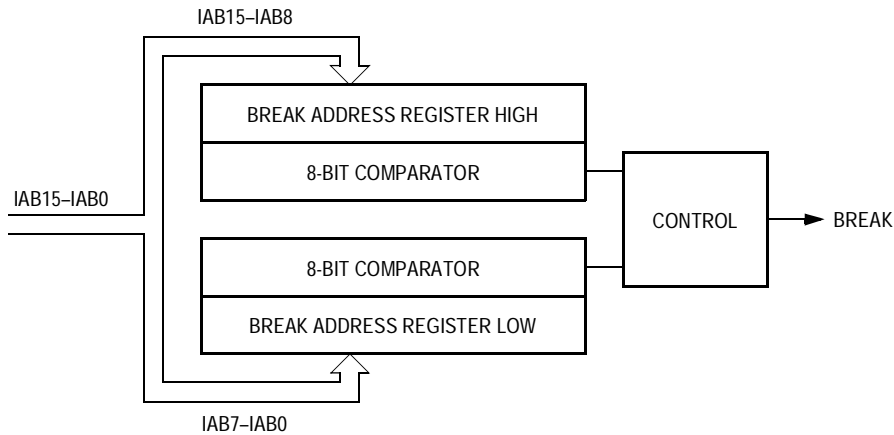 IAB15–IAB8
BREAK ADDRESS REGISTER HIGH
8-BIT COMPARATOR
IAB15–IAB0
CONTROL
BREAK
8-BIT COMPARATOR
BREAK ADDRESS REGISTER LOW
IAB7–IAB0